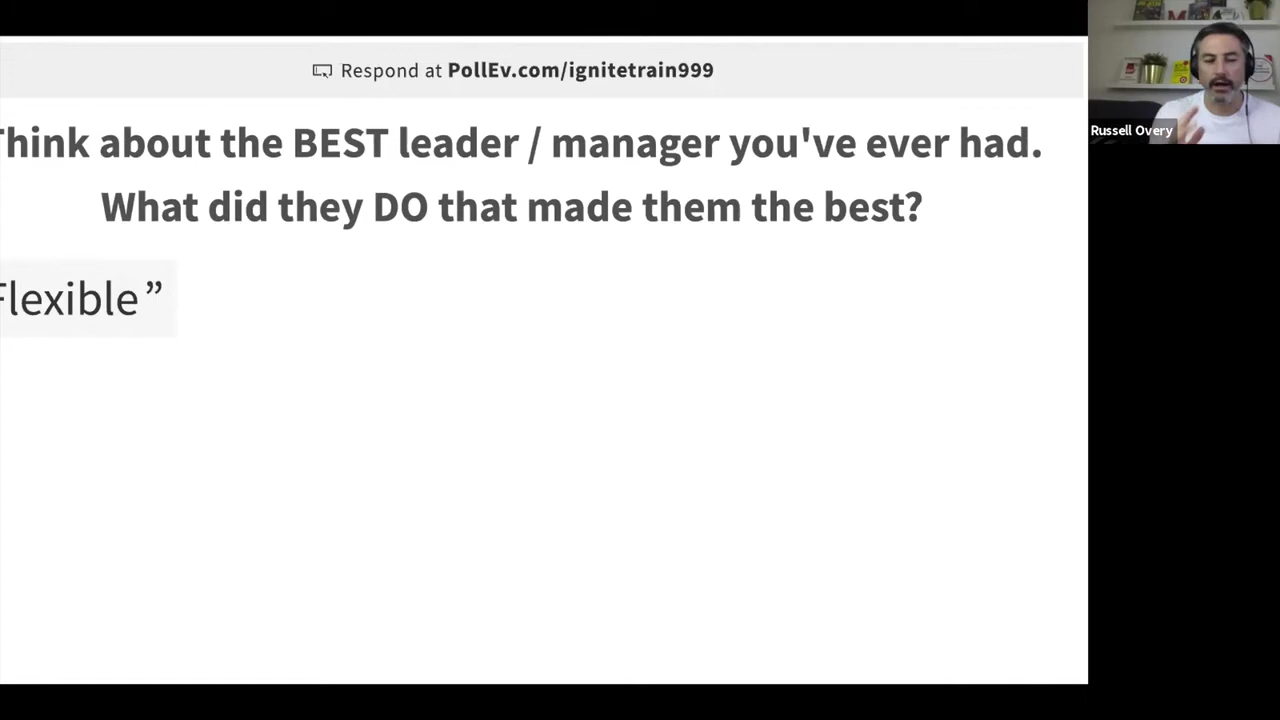 Respond at PollEv.com/ignitetrain999
Think about the BEST leader / manager you've ever had.
What did they DO that made them the best?
Flexible ”
Russell Overy